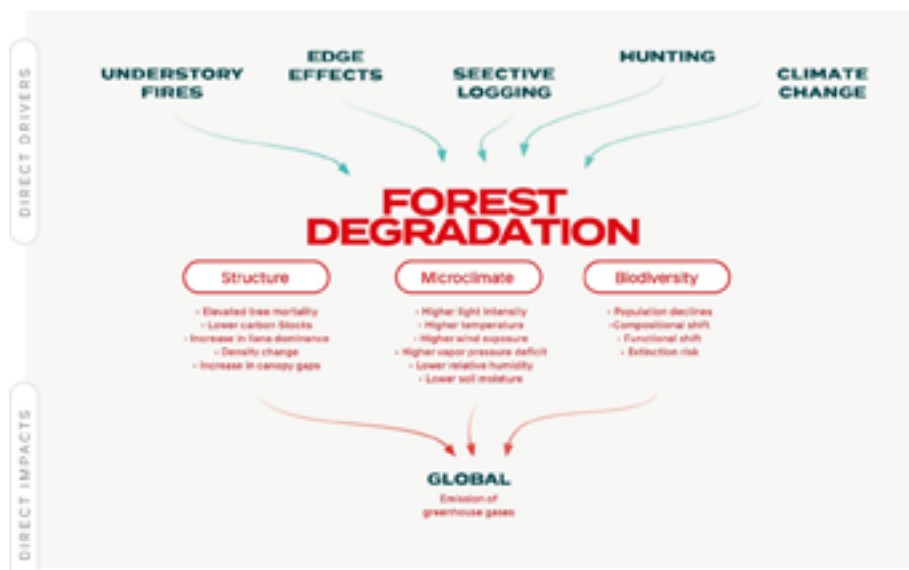 DIRECT DRIVERS
UNDERSTORY
FIRES
EDGE
EFFECTS
SEECTIVE
LOGGING
HUNTING
CLIMATE
CHANGE
FOREST
DEGRADATION
Structure
- Elevated tree mortality
- Lower carbon Stocks
- Increase in liana dominance
- Density change
- Increase in canopy gaps
Microclimate
- Higher light Intensity
- Higher temperature
- Higher wind exposure
- Higher vapor pressure deficit
- Lower relative humidity
- Lower soil moisture
Biodiversity
- Population declines
-Compositional shift
- Functional shift
- Extinction risk
DIRECT IMPACTS
GLOBAL
Emission of
greenhouse gases